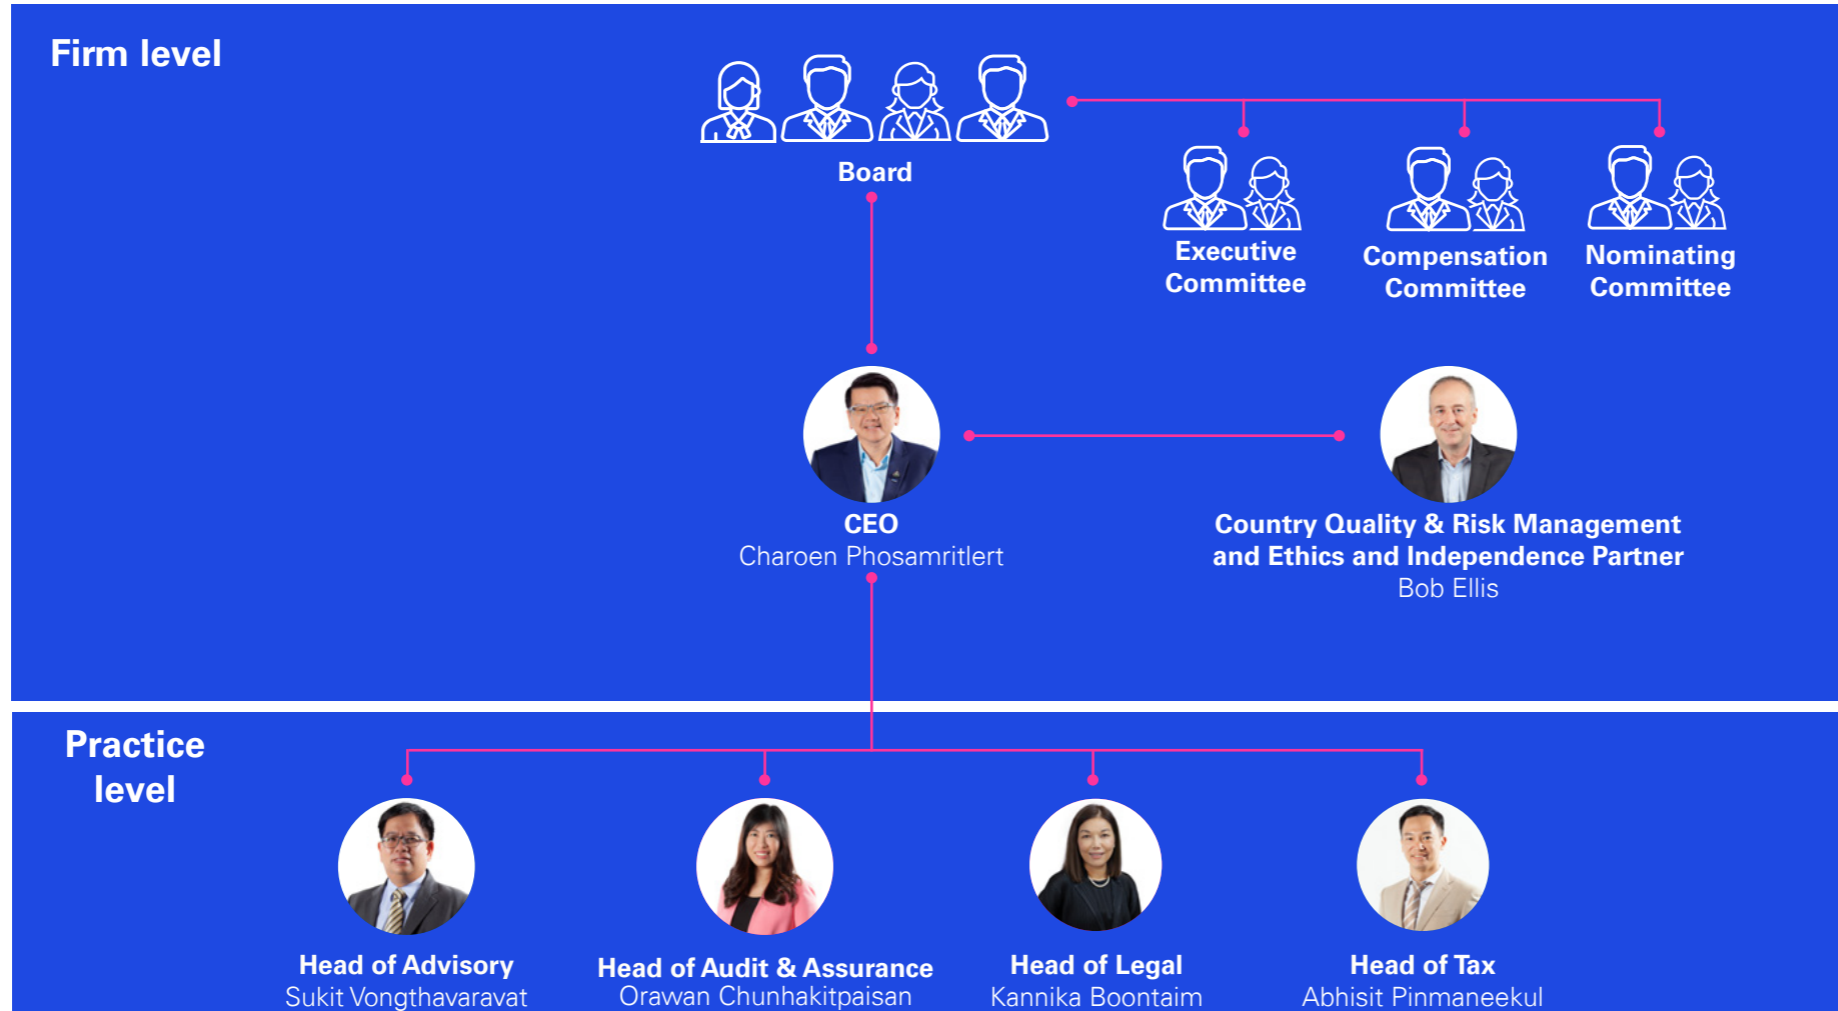 Firm level
Board
Executive
Committee
Compensation
Committee
Nominating
Committee
CEO
Charoen Phosamritlert
Country Quality & Risk Management
and Ethics and Independence Partner
Bob Ellis
Practice
level
Head of Advisory
Sukit Vongthavaravat
Head of Audit & Assurance
Orawan Chunhakitpaisan
Head of Legal
Kannika Boontaim
Head of Tax
Abhisit Pinmaneekul